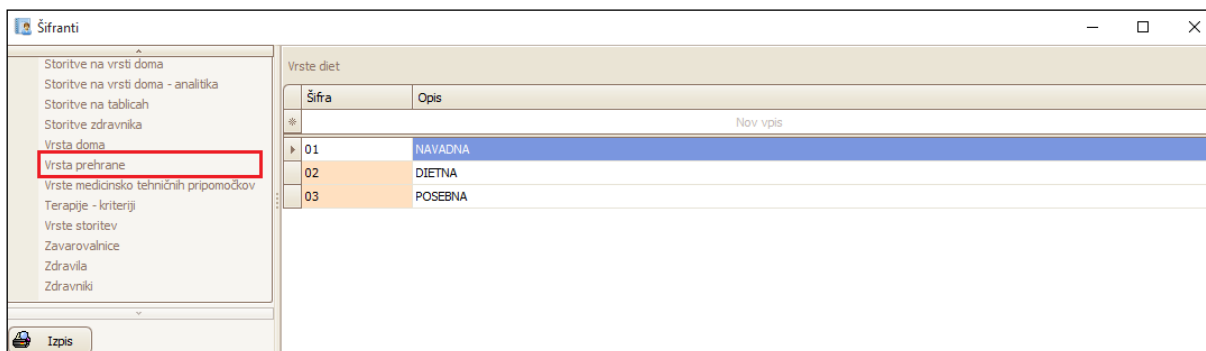 Šifranti
Storitve na vrsti doma
Storitve na vrsti doma - analitika
Storitve na tablicah
Storitve zdravnika
Vrsta doma
Vrsta prehrane
Vrste medicinsko tehničnih pripomočkov
Terapije - kriteriji
Vrste storitev
Zavarovalnice
Zdravila
Zdravniki
Izpis
Vrste diet
Šifra Opis
Nov vpis
01 NAVADNA
02 DIETNA
03 POSEBNA